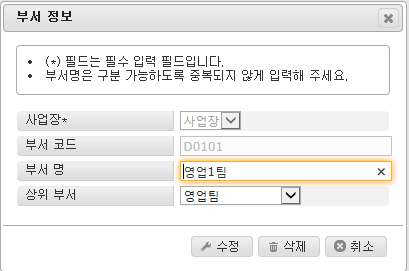 부서 정보
• (*) 필드는 필수 입력 필드입니다.
• 부서명은 구분 가능하도록 중복되지 않게 입력해 주세요.
사업장* 사업장
부서 코드 D0101
부서 명 영업1팀
상위 부서 영업팀
수정 삭제 취소